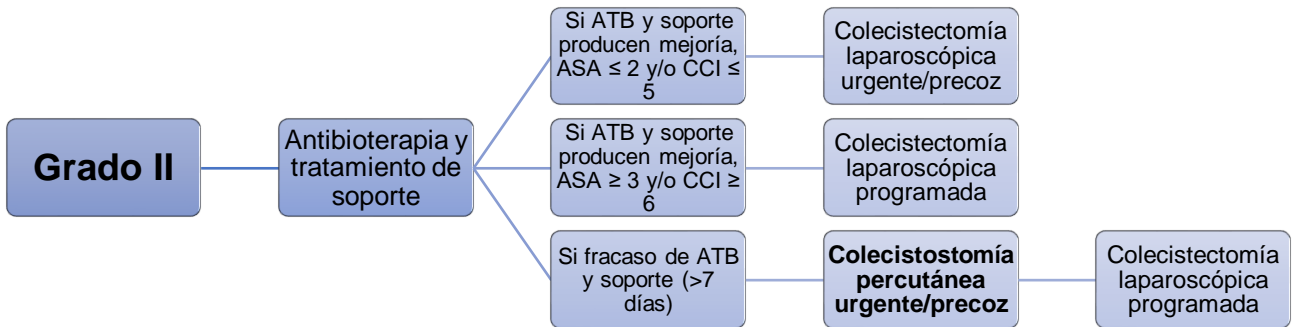 Grado II
Antibioterapia y
tratamiento de
soporte
Si ATB y soporte
producen mejoría,
ASA ≤ 2 y/o CCI ≤
5
Colecistectomía
laparoscópica
urgente/precoz
Si ATB y soporte
producen mejoría,
ASA ≥ 3 y/o CCI ≥
6
Colecistectomía
laparoscópica
programada
Si fracaso de ATB
y soporte (>7
días)
Colecistostomía
percutánea
urgente/precoz
Colecistectomía
laparoscópica
programada